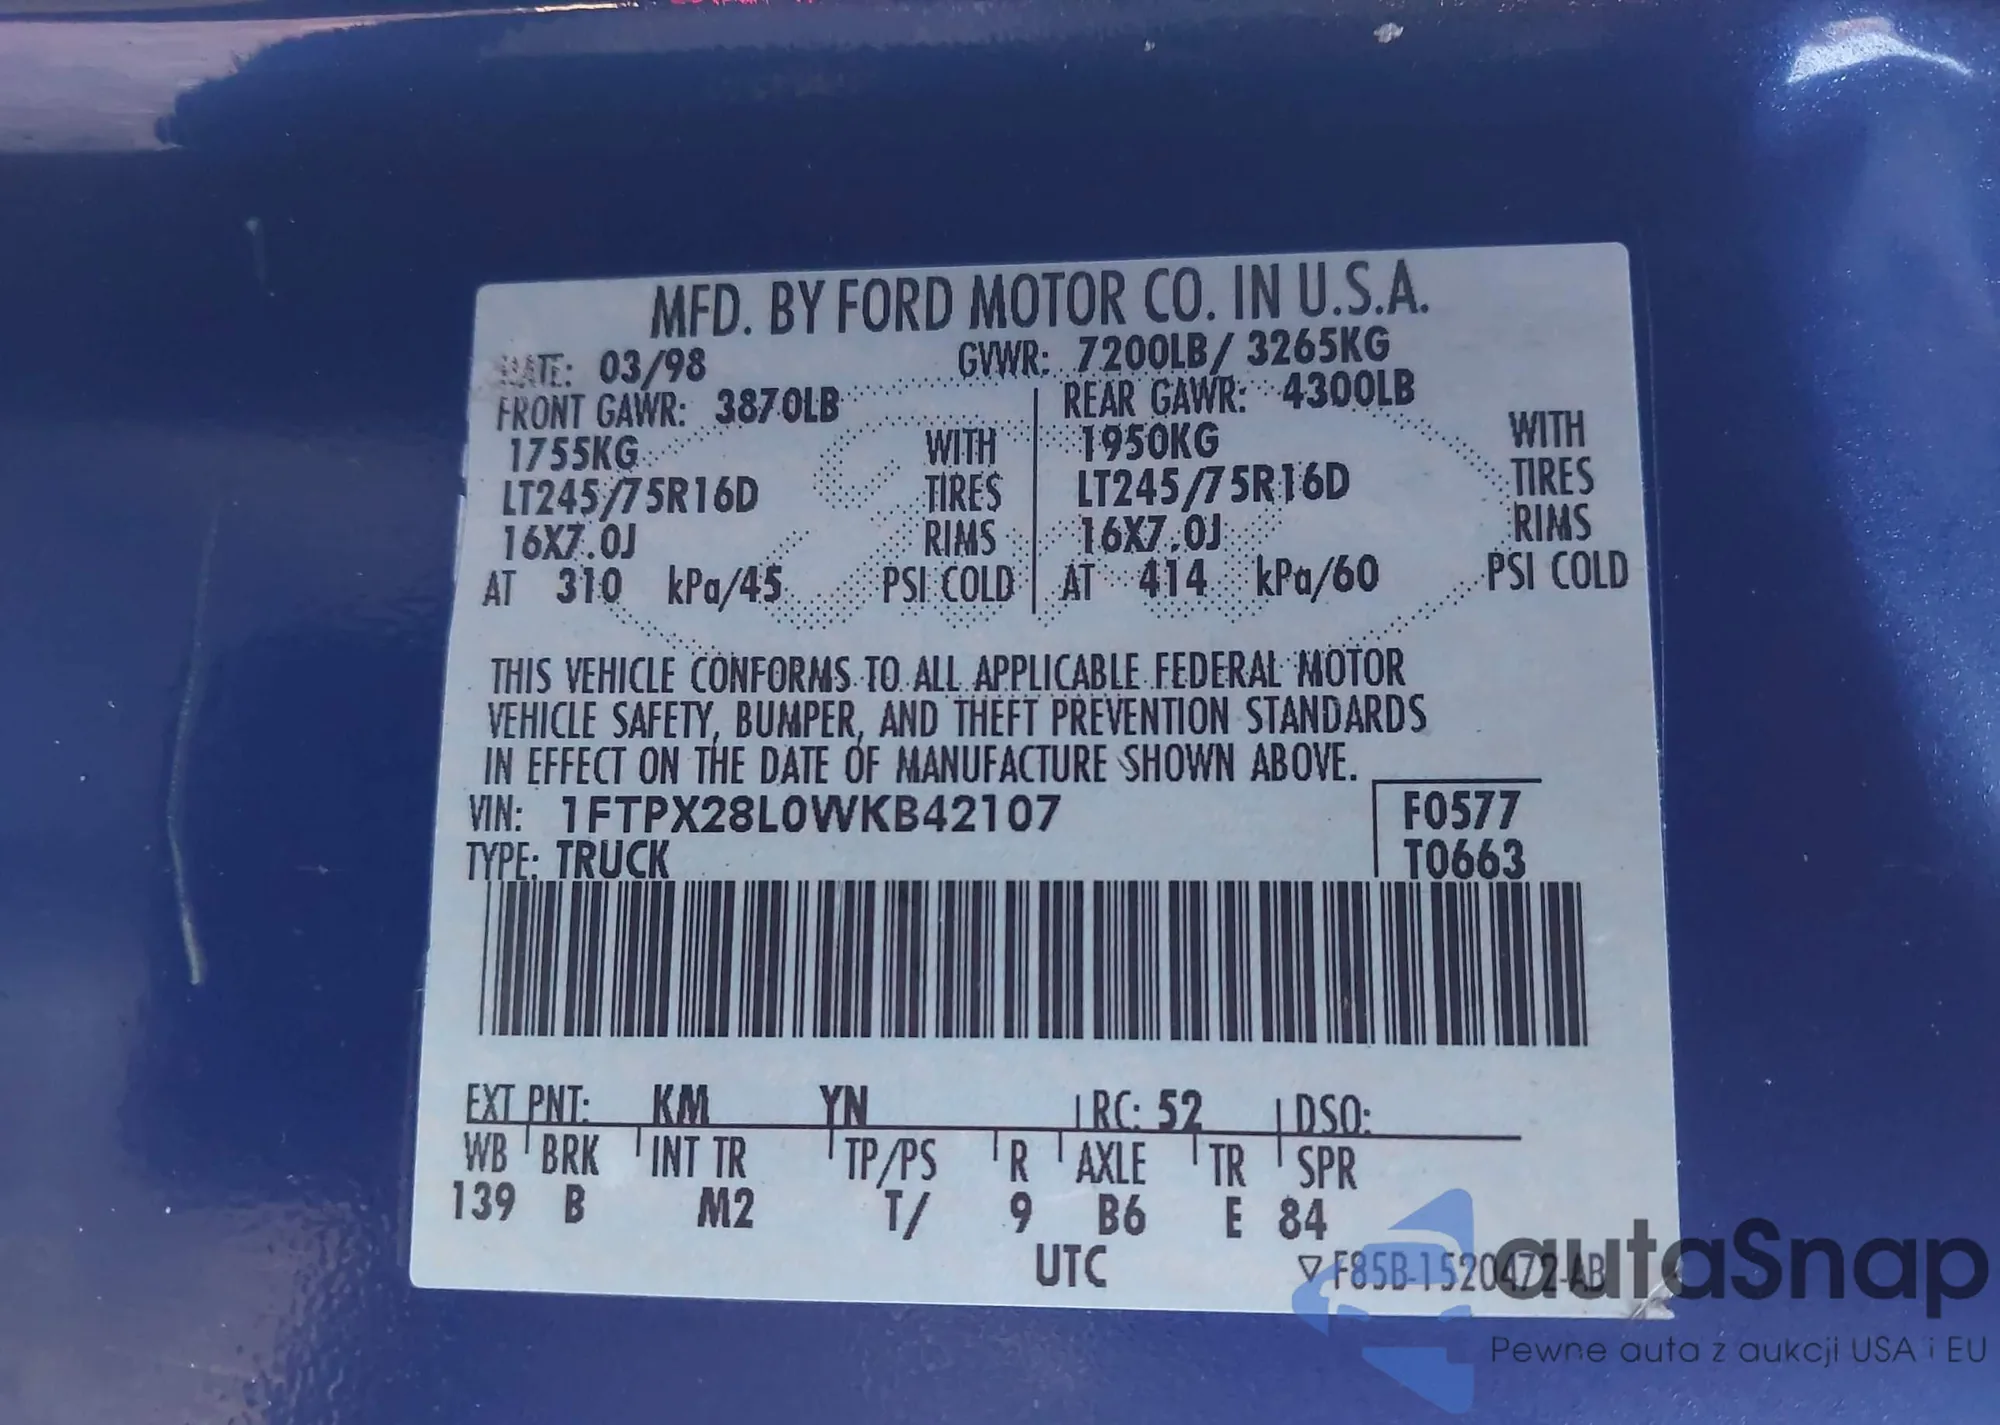 MFD. BY FORD MOTOR CO. IN U.S.A.
DATE: 03/98 GVWR: 7200LB/ 3265KG
FRONT GAWR: 3870LB REAR GAWR: 4300LB
1755KG WITH 1950KG WITH
LT245/75R16D TIRES LT245/75R16D TIRES
16X7.0J RIMS 16X7.0J RIMS
AT 310 kPa/45 PSI COLD AT 414 kPa/60 PSI COLD
THIS VEHICLE CONFORMS TO ALL APPLICABLE FEDERAL MOTOR
VEHICLE SAFETY, BUMPER, AND THEFT PREVENTION STANDARDS
IN EFFECT ON THE DATE OF MANUFACTURE SHOWN ABOVE.
VIN: 1FTPX28L0WKB42107 F0577
TYPE: TRUCK T0663
EXT PNT: KM YN RC: 52 DSO:
WB BRK INT TR TP/PS R AXLE TR SPR
139 B M2 T/ 9 B6 E 84
UTC ▽ F85B-1520472-AB
autaSnap
Pewne auta z aukcji USA i EU